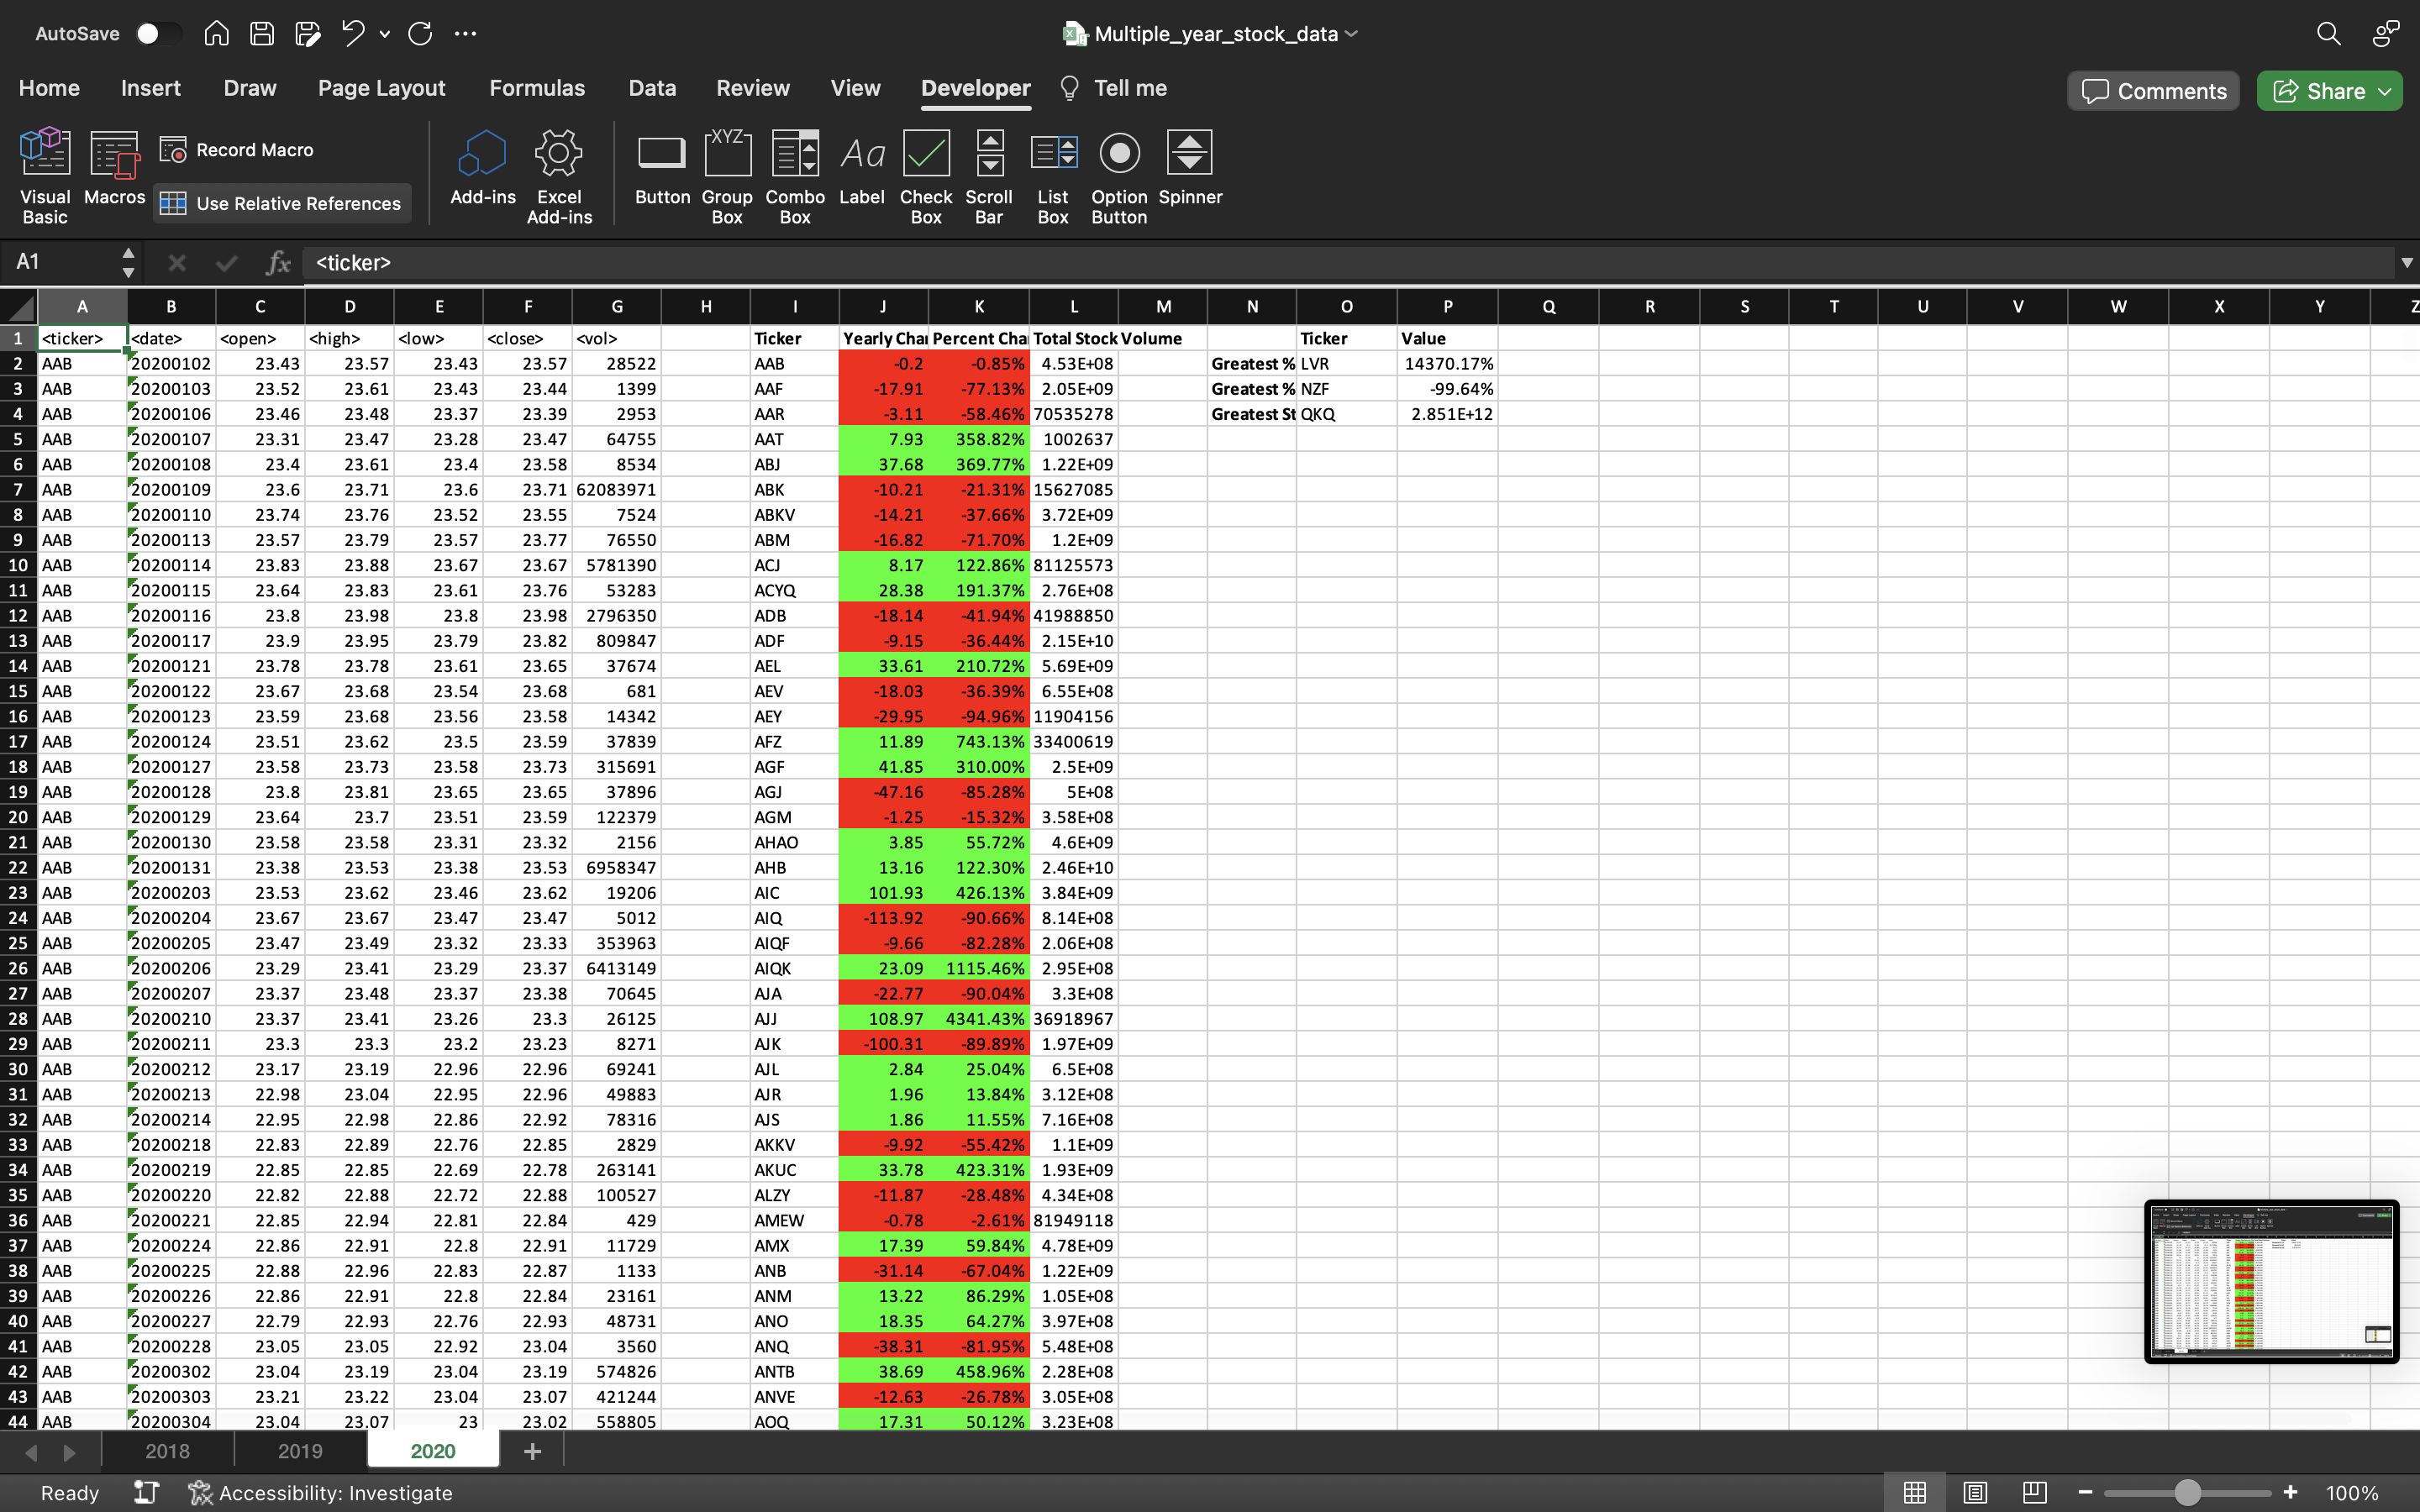 AutoSave Multiple_year_stock_data
Home Insert Draw Page Layout Formulas Data Review View Developer Tell me Comments Share
Visual Basic Macros Record Macro Use Relative References Add-ins Excel Add-ins Button Group Box Combo Box Label Check Box Scroll Bar List Box Option Button Spinner
XYZ Aa
A1 fx <ticker>
A B C D E F G H I J K L M N O P Q R S T U V W X Y Z
1 <ticker> <date> <open> <high> <low> <close> <vol> Ticker Yearly Cha Percent Cha Total Stock Volume Ticker Value
2 AAB 20200102 23.43 23.57 23.43 23.57 28522 AAB -0.2 -0.85% 4.53E+08 Greatest % LVR 14370.17%
3 AAB 20200103 23.52 23.61 23.43 23.44 1399 AAF -17.91 -77.13% 2.05E+09 Greatest % NZF -99.64%
4 AAB 20200106 23.46 23.48 23.37 23.39 2953 AAR -3.11 -58.46% 70535278 Greatest St QKQ 2.851E+12
5 AAB 20200107 23.31 23.47 23.28 23.47 64755 AAT 7.93 358.82% 1002637
6 AAB 20200108 23.4 23.61 23.4 23.58 8534 ABJ 37.68 369.77% 1.22E+09
7 AAB 20200109 23.6 23.71 23.6 23.71 62083971 ABK -10.21 -21.31% 15627085
8 AAB 20200110 23.74 23.76 23.52 23.55 7524 ABKV -14.21 -37.66% 3.72E+09
9 AAB 20200113 23.57 23.79 23.57 23.77 76550 ABM -16.82 -71.70% 1.2E+09
10 AAB 20200114 23.83 23.88 23.67 23.67 5781390 ACJ 8.17 122.86% 81125573
11 AAB 20200115 23.64 23.83 23.61 23.76 53283 ACYQ 28.38 191.37% 2.76E+08
12 AAB 20200116 23.8 23.98 23.8 23.98 2796350 ADB -18.14 -41.94% 41988850
13 AAB 20200117 23.9 23.95 23.79 23.82 809847 ADF -9.15 -36.44% 2.15E+10
14 AAB 20200121 23.78 23.78 23.61 23.65 37674 AEL 33.61 210.72% 5.69E+09
15 AAB 20200122 23.67 23.68 23.54 23.68 681 AEV -18.03 -36.39% 6.55E+08
16 AAB 20200123 23.59 23.68 23.56 23.58 14342 AEY -29.95 -94.96% 11904156
17 AAB 20200124 23.51 23.62 23.5 23.59 37839 AFZ 11.89 743.13% 33400619
18 AAB 20200127 23.58 23.73 23.58 23.73 315691 AGF 41.85 310.00% 2.5E+09
19 AAB 20200128 23.8 23.81 23.65 23.65 37896 AGJ -47.16 -85.28% 5E+08
20 AAB 20200129 23.64 23.7 23.51 23.59 122379 AGM -1.25 -15.32% 3.58E+08
21 AAB 20200130 23.58 23.58 23.31 23.32 2156 AHAO 3.85 55.72% 4.6E+09
22 AAB 20200131 23.38 23.53 23.38 23.53 6958347 AHB 13.16 122.30% 2.46E+10
23 AAB 20200203 23.53 23.62 23.46 23.62 19206 AIC 101.93 426.13% 3.84E+09
24 AAB 20200204 23.67 23.67 23.47 23.47 5012 AIQ -113.92 -90.66% 8.14E+08
25 AAB 20200205 23.47 23.49 23.32 23.33 353963 AIQF -9.66 -82.28% 2.06E+08
26 AAB 20200206 23.29 23.41 23.29 23.37 6413149 AIQK 23.09 1115.46% 2.95E+08
27 AAB 20200207 23.37 23.48 23.37 23.38 70645 AJA -22.77 -90.04% 3.3E+08
28 AAB 20200210 23.37 23.41 23.26 23.3 26125 AJJ 108.97 4341.43% 36918967
29 AAB 20200211 23.3 23.3 23.2 23.23 8271 AJK -100.31 -89.89% 1.97E+09
30 AAB 20200212 23.17 23.19 22.96 22.96 69241 AJL 2.84 25.04% 6.5E+08
31 AAB 20200213 22.98 23.04 22.95 22.96 49883 AJR 1.96 13.84% 3.12E+08
32 AAB 20200214 22.95 22.98 22.86 22.92 78316 AJS 1.86 11.55% 7.16E+08
33 AAB 20200218 22.83 22.89 22.76 22.85 2829 AKKV -9.92 -55.42% 1.1E+09
34 AAB 20200219 22.85 22.85 22.69 22.78 263141 AKUC 33.78 423.31% 1.93E+09
35 AAB 20200220 22.82 22.88 22.72 22.88 100527 ALZY -11.87 -28.48% 4.34E+08
36 AAB 20200221 22.85 22.94 22.81 22.84 429 AMEW -0.78 -2.61% 81949118
37 AAB 20200224 22.86 22.91 22.8 22.91 11729 AMX 17.39 59.84% 4.78E+09
38 AAB 20200225 22.88 22.96 22.83 22.87 1133 ANB -31.14 -67.04% 1.22E+09
39 AAB 20200226 22.86 22.91 22.8 22.84 23161 ANM 13.22 86.29% 1.05E+08
40 AAB 20200227 22.79 22.93 22.76 22.93 48731 ANO 18.35 64.27% 3.97E+08
41 AAB 20200228 23.05 23.05 22.92 23.04 3560 ANQ -38.31 -81.95% 5.48E+08
42 AAB 20200302 23.04 23.19 23.04 23.19 574826 ANTB 38.69 458.96% 2.28E+08
43 AAB 20200303 23.21 23.22 23.04 23.07 421244 ANVE -12.63 -26.78% 3.05E+08
44 AAB 20200304 23.04 23.07 23 23.02 558805 AOQ 17.31 50.12% 3.23E+08
2018 2019 2020 +
Ready Accessibility: Investigate 100%